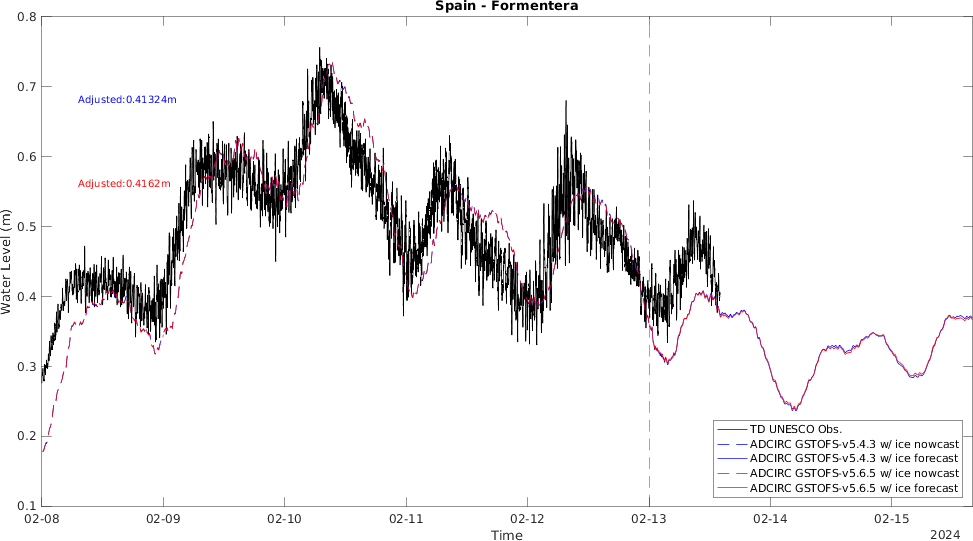 Spain - Formentera
0.8
0.7
0.6
0.5
0.4
0.3
0.2
0.1
Water Level (m)
Adjusted:0.41324m
Adjusted:0.4162m
TD UNESCO Obs.
ADCIRC GSTOFS-v5.4.3 w/ ice nowcast
ADCIRC GSTOFS-v5.4.3 w/ ice forecast
ADCIRC GSTOFS-v5.6.5 w/ ice nowcast
ADCIRC GSTOFS-v5.6.5 w/ ice forecast
02-08 02-09 02-10 02-11 02-12 02-13 02-14 02-15
Time
2024